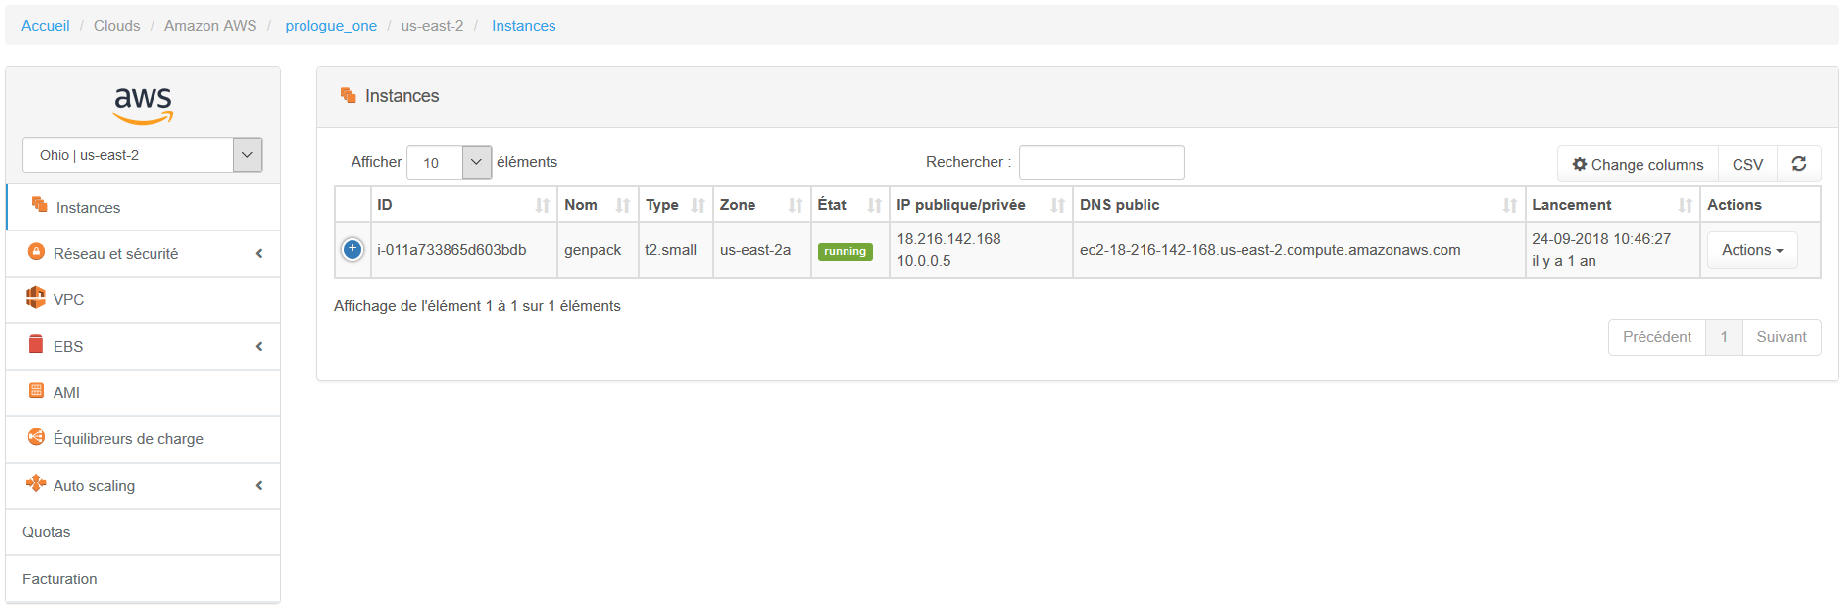 Accueil / Clouds / Amazon AWS / prologue_one / us-east-2 / Instances
aws
Ohio | us-east-2
Instances
Réseau et sécurité
VPC
EBS
AMI
Équilibreurs de charge
Auto scaling
Quotas
Facturation
Instances
Afficher 10 éléments
Rechercher :
Change columns CSV
ID Nom Type Zone État IP publique/privée DNS public Lancement Actions
i-011a733865d603bdb genpack t2.small us-east-2a running 18.216.142.168 ec2-18-216-142-168.us-east-2.compute.amazonaws.com 24-09-2018 10:46:27 Actions
10.0.0.5 il y a 1 an
Affichage de l'élément 1 à 1 sur 1 éléments
Précédent 1 Suivant